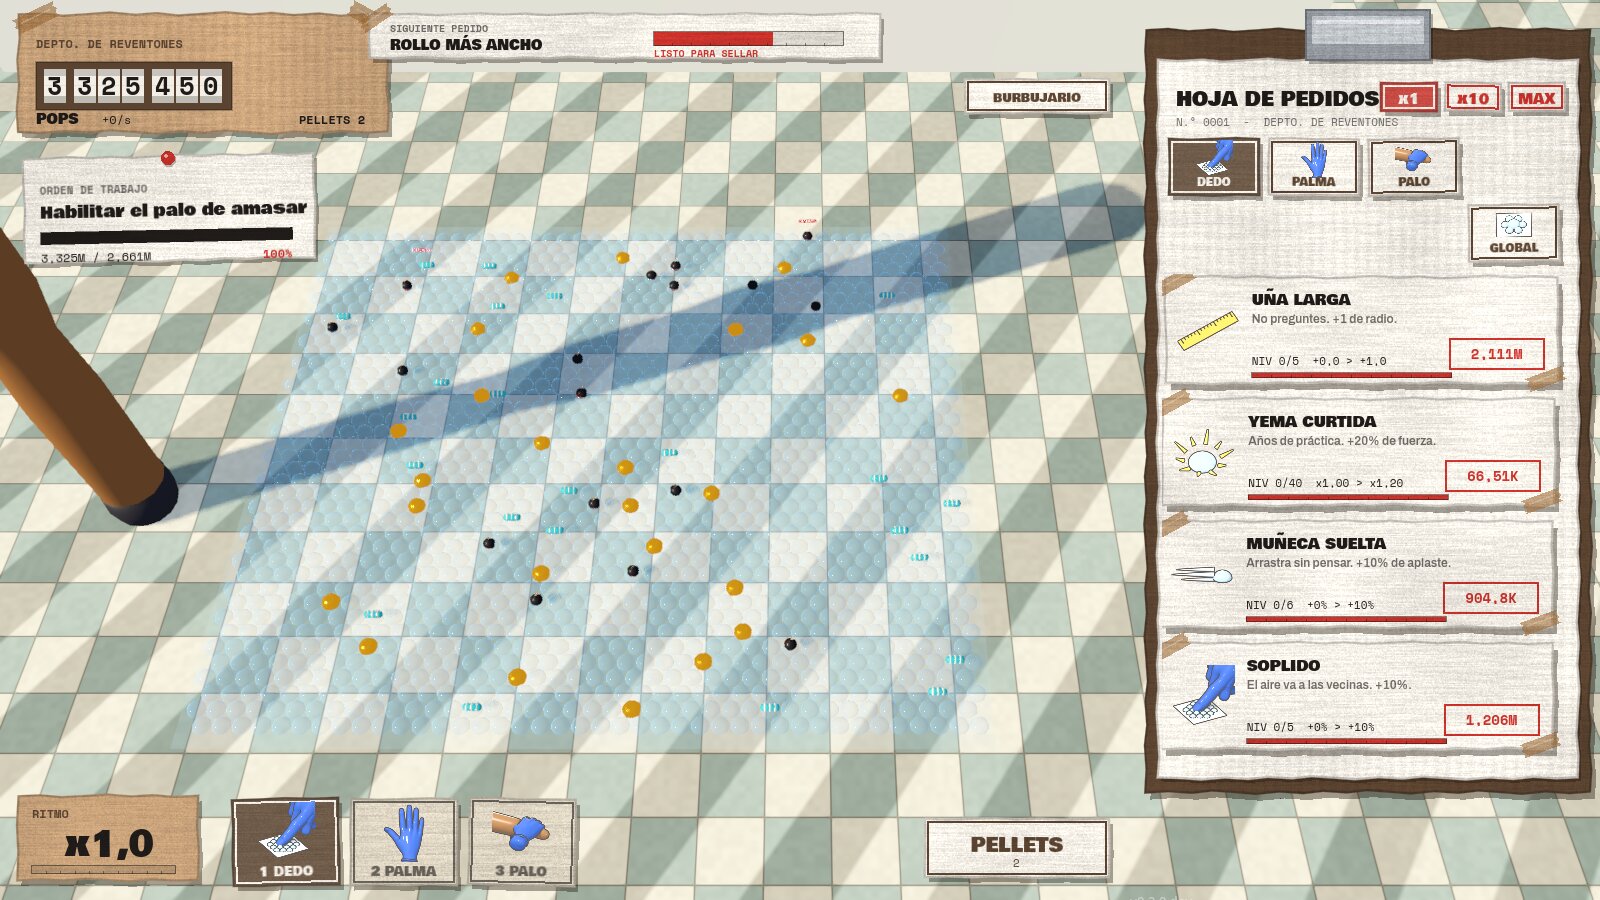 DEPTO. DE REVENTONES
3 325 450
POPS +0/s PELLETS 2
SIGUIENTE PEDIDO
ROLLO MÁS ANCHO
LISTO PARA SELLAR
ORDEN DE TRABAJO
Habilitar el palo de amasar
3,325M / 2,661M 100%
BURBUJARIO
HOJA DE PEDIDOS x1 x10 MAX
N.° 0001 - DEPTO. DE REVENTONES
DEDO PALMA PALO
GLOBAL
UÑA LARGA
No preguntes. +1 de radio.
NIV 0/5 +0,0 > +1,0
2,111M
YEMA CURTIDA
Años de práctica. +20% de fuerza.
NIV 0/40 x1,00 > x1,20
66,51K
MUÑECA SUELTA
Arrastra sin pensar. +10% de aplaste.
NIV 0/6 +0% > +10%
904,8K
SOPLIDO
El aire va a las vecinas. +10%.
NIV 0/5 +0% > +10%
1,206M
RITMO
x1,0
1 DEDO
2 PALMA
3 PALO
PELLETS
2